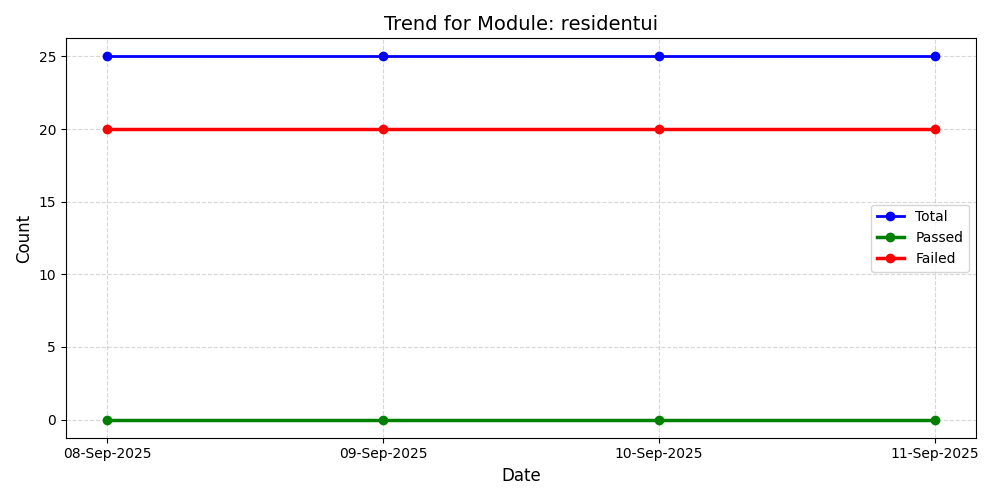 Trend for Module: residentui
Count
25
20
15
10
5
0
Total
Passed
Failed
08-Sep-2025
09-Sep-2025
10-Sep-2025
11-Sep-2025
Date